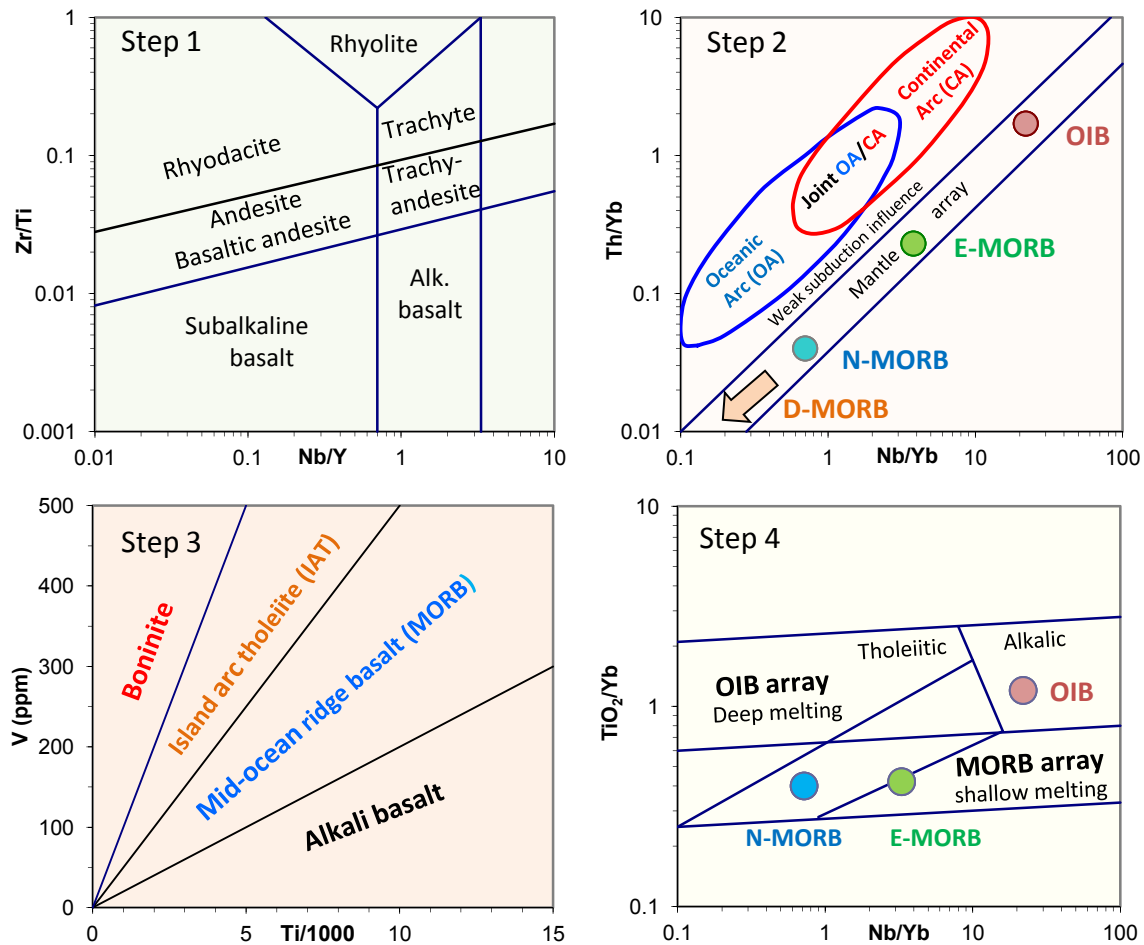 Step 1
Rhyolite
Trachyte
Rhyodacite
Trachy-
andesite
Andesite
Basaltic andesite
Alk.
basalt
Subalkaline
basalt
1
0.1
0.01
0.001
Zr/Ti
0.01
0.1
1
10
Nb/Y
Step 2
Continental
Arc (CA)
Joint OA/CA
OIB
Oceanic
Arc (OA)
Weak subduction influence
Mantle array
E-MORB
N-MORB
D-MORB
10
1
0.1
0.01
Th/Yb
0.1
1
10
100
Nb/Yb
Step 3
Boninite
Island arc tholeiite (IAT)
Mid-ocean ridge basalt (MORB)
Alkali basalt
500
400
300
200
100
0
V (ppm)
0
5
10
15
Ti/1000
Step 4
Tholeiitic
Alkalic
OIB array
Deep melting
OIB
MORB array
shallow melting
N-MORB
E-MORB
10
1
0.1
TiO2/Yb
0.1
1
10
100
Nb/Yb